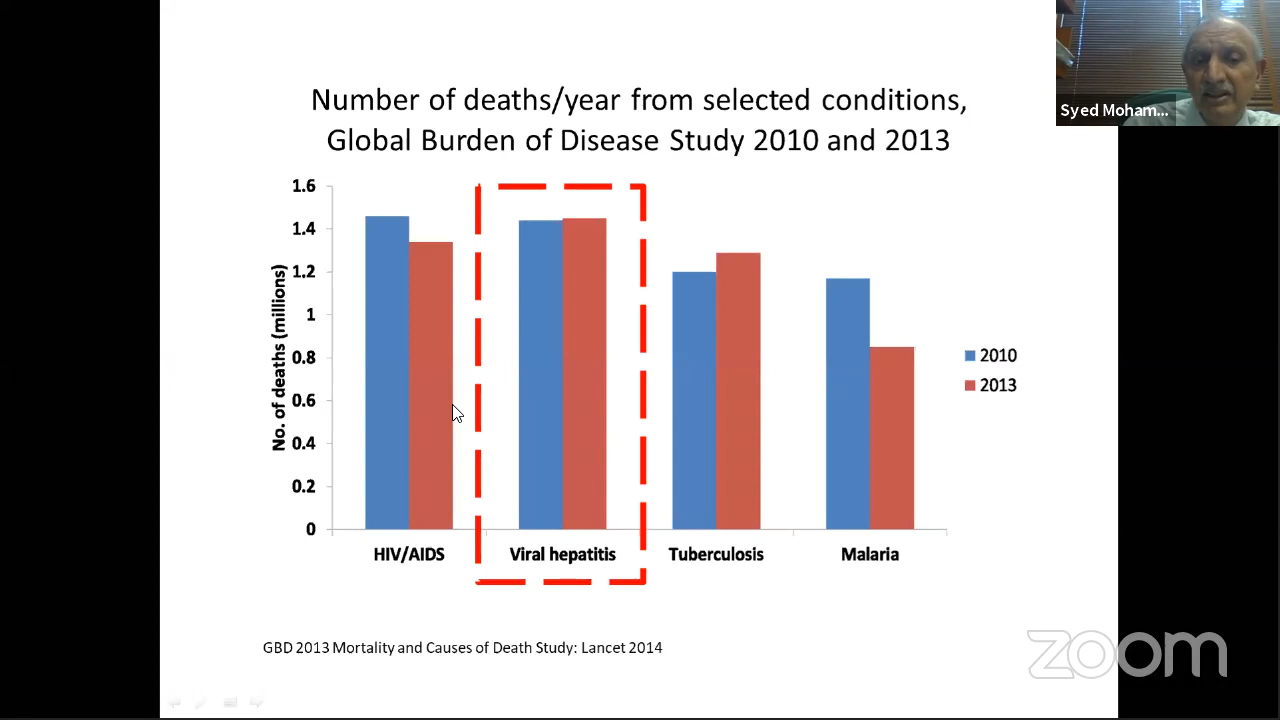 Number of deaths/year from selected conditions,
Global Burden of Disease Study 2010 and 2013
Syed Moham...
1.6
1.4
1.2
1
0.8
0.6
0.4
0.2
0
No. of deaths (millions)
HIV/AIDS
Viral hepatitis
Tuberculosis
Malaria
2010
2013
GBD 2013 Mortality and Causes of Death Study: Lancet 2014
zoom